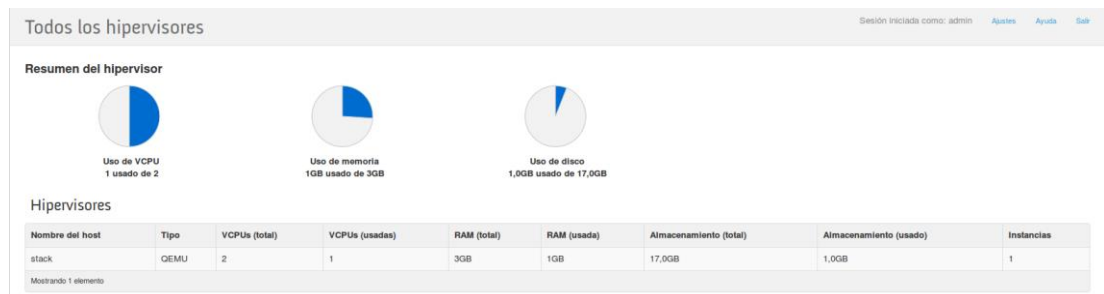 Todos los hipervisores
Sesión iniciada como: admin Ajustes Ayuda Salir
Resumen del hipervisor
Uso de VCPU
1 usado de 2
Uso de memoria
1GB usado de 3GB
Uso de disco
1,0GB usado de 17,0GB
Hipervisores
Nombre del host Tipo VCPUs (total) VCPUs (usadas) RAM (total) RAM (usada) Almacenamiento (total) Almacenamiento (usado) Instancias
stack QEMU 2 1 3GB 1GB 17,0GB 1,0GB 1
Mostrando 1 elemento